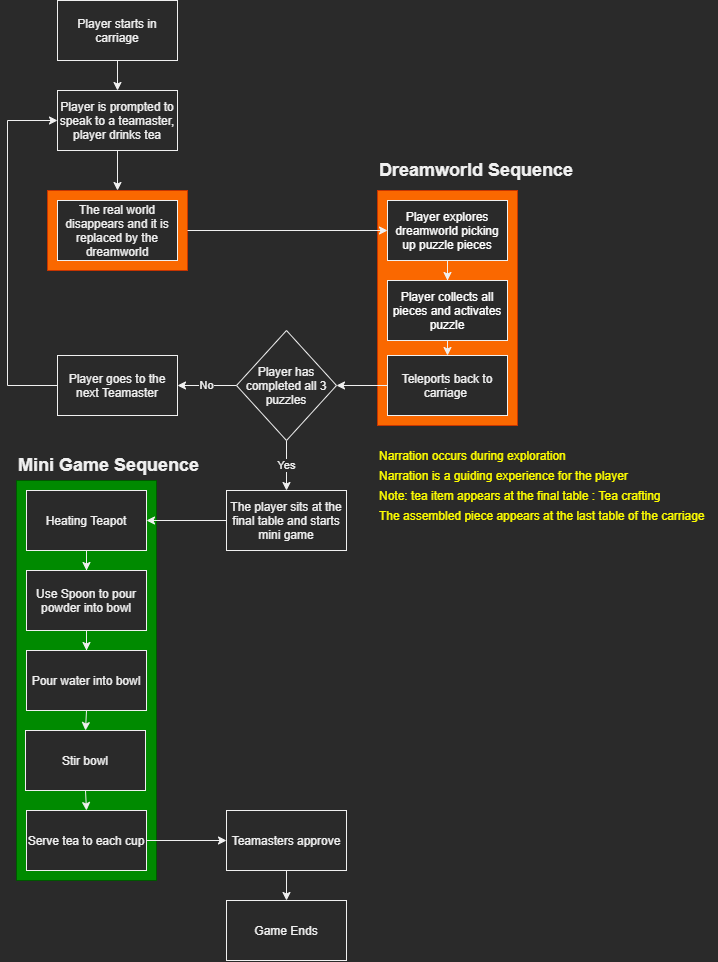 Player starts in
carriage
Player is prompted to
speak to a teamaster,
player drinks tea
Dreamworld Sequence
The real world
disappears and it is
replaced by the
dreamworld
Player explores
dreamworld picking
up puzzle pieces
Player collects all
pieces and activates
puzzle
Teleports back to
carriage
Player has
completed all 3
puzzles
No
Player goes to the
next Teamaster
Yes
Narration occurs during exploration
Narration is a guiding experience for the player
Note: tea item appears at the final table : Tea crafting
The assembled piece appears at the last table of the carriage
The player sits at the
final table and starts
mini game
Mini Game Sequence
Heating Teapot
Use Spoon to pour
powder into bowl
Pour water into bowl
Stir bowl
Serve tea to each cup
Teamasters approve
Game Ends